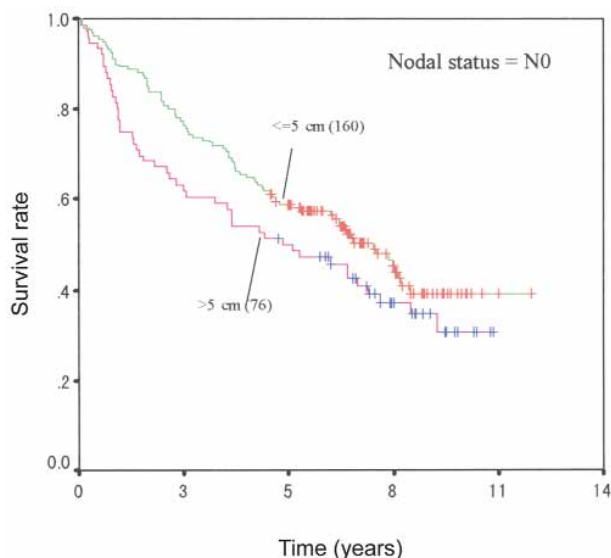 1.0
Nodal status = N0
.8
<=5 cm (160)
.6
Survival rate
.4
>5 cm (76)
.2
0.0
0 3 5 8 11 14
Time (years)